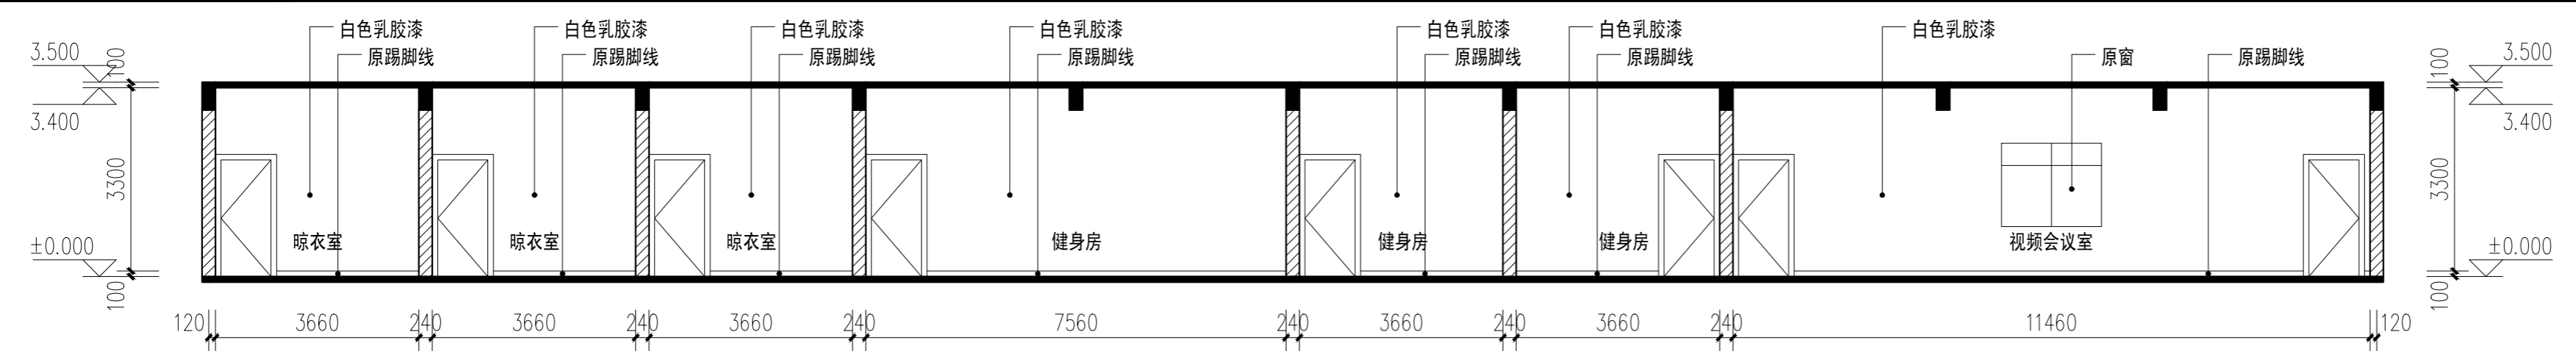 白色乳胶漆 白色乳胶漆 白色乳胶漆 白色乳胶漆 白色乳胶漆 白色乳胶漆 白色乳胶漆
3.500 100 原踢脚线 原踢脚线 原踢脚线 原踢脚线 原踢脚线 原踢脚线 原窗 原踢脚线 100 3.500
3.400 3.400
3300 3300
±0.000 晾衣室 晾衣室 晾衣室 健身房 健身房 健身房 视频会议室 ±0.000
100 100
120 3660 240 3660 240 3660 240 7560 240 3660 240 3660 240 11460 120